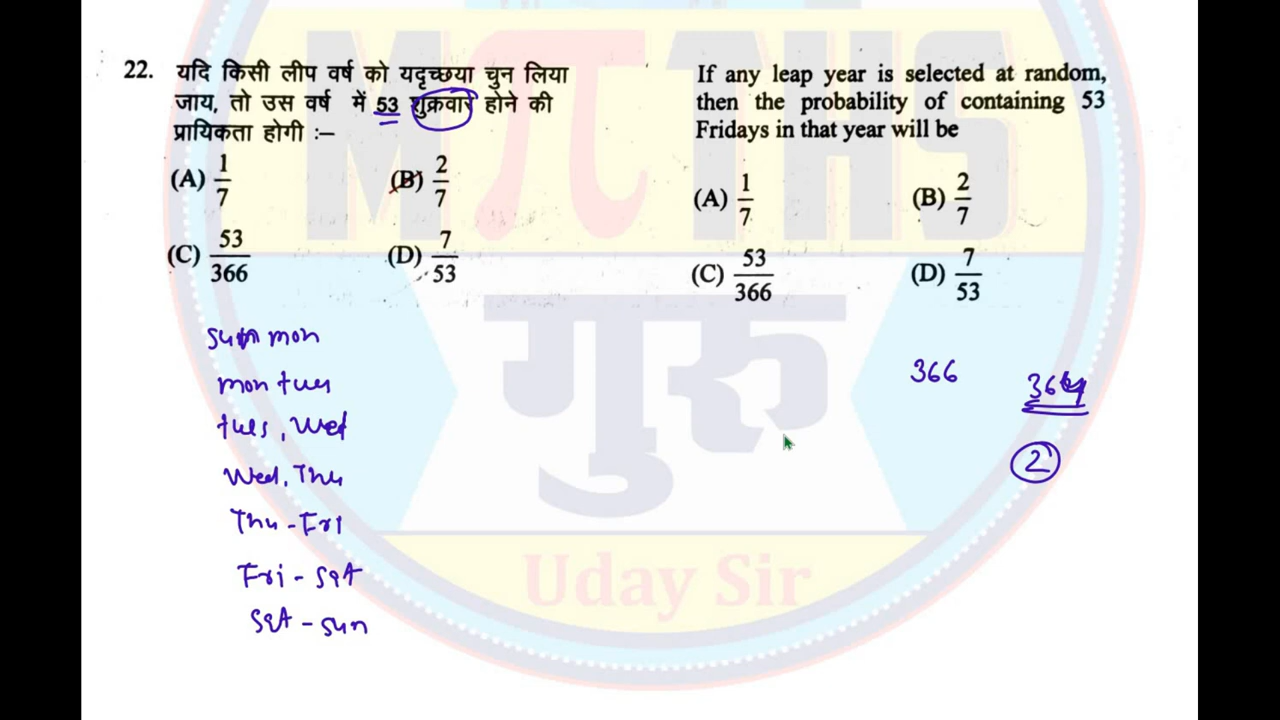 22. यदि किसी लीप वर्ष को यदृच्छया चुन लिया
जाय, तो उस वर्ष में 53 शुक्रवार होने की
प्रायिकता होगी :–
(A) 1/7 (B) 2/7
(C) 53/366 (D) 7/53
If any leap year is selected at random,
then the probability of containing 53
Fridays in that year will be
(A) 1/7 (B) 2/7
(C) 53/366 (D) 7/53
sun mon
mon tues
tues, Wed
Wed, Thu
Thu - Fri
Fri - sat
sat - sun
366
364
2
MπTHS
गुरु
Uday Sir